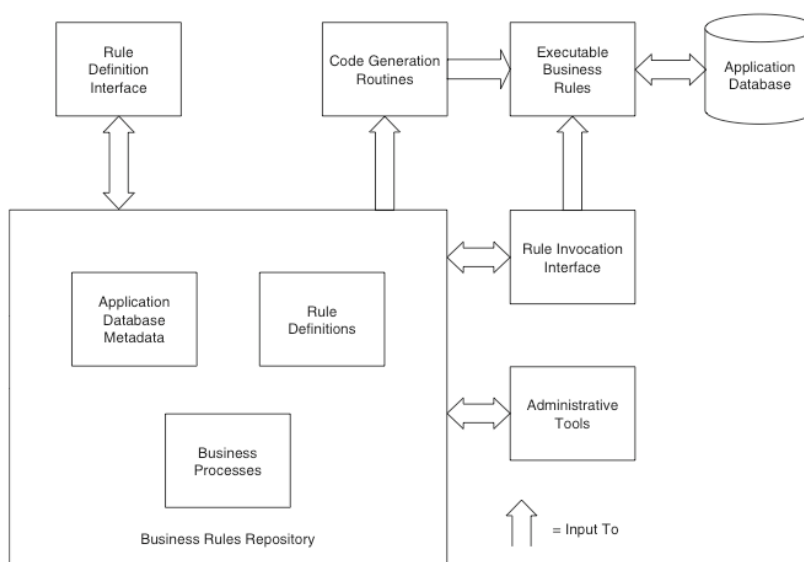 Rule
Definition
Interface
Code Generation
Routines
Executable
Business
Rules
Application
Database
Rule Invocation
Interface
Application
Database
Metadata
Rule
Definitions
Administrative
Tools
Business
Processes
Business Rules Repository
= Input To